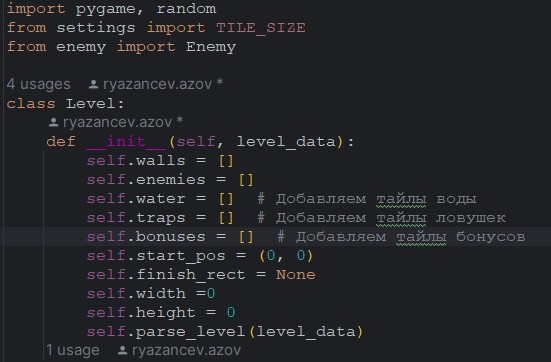 import pygame, random
from settings import TILE_SIZE
from enemy import Enemy
4 usages ryazancev.azov *
class Level:
ryazancev.azov *
def __init__(self, level_data):
self.walls = []
self.enemies = []
self.water = [] # Добавляем тайлы воды
self.traps = [] # Добавляем тайлы ловушек
self.bonuses = [] # Добавляем тайлы бонусов
self.start_pos = (0, 0)
self.finish_rect = None
self.width =0
self.height = 0
self.parse_level(level_data)
1 usage ryazancev.azov